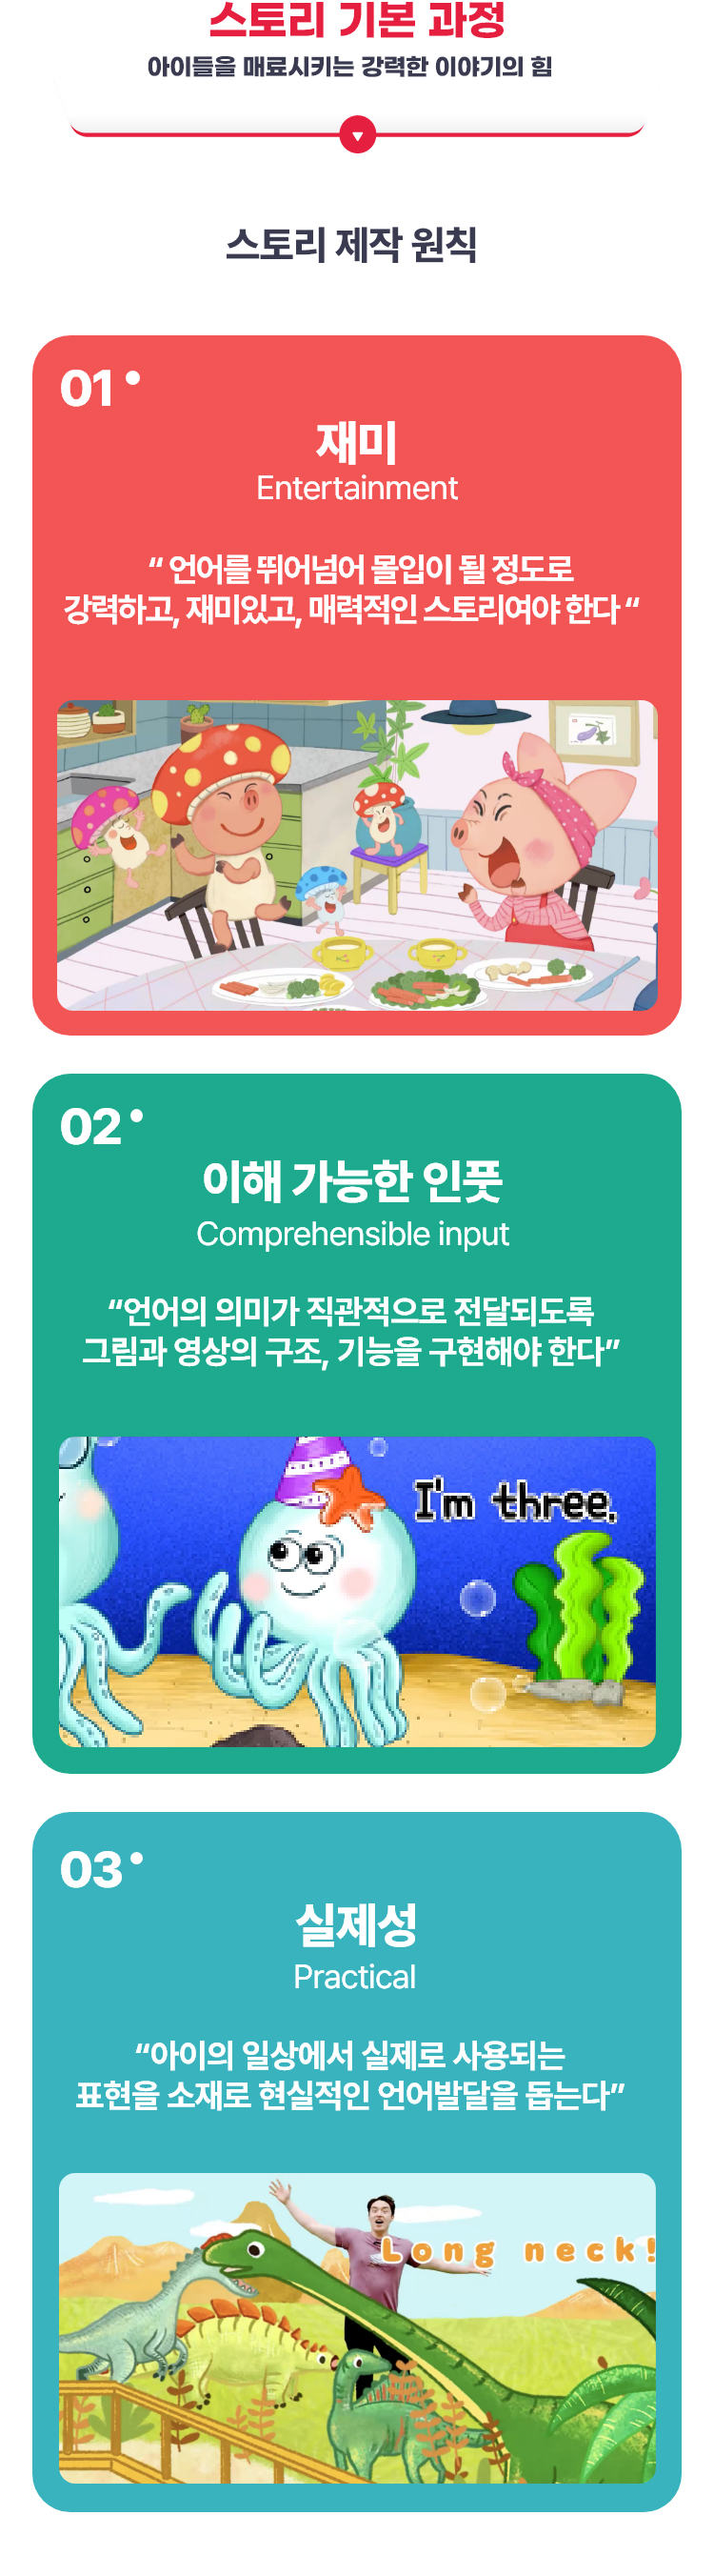 스토리 기본 과정
아이들을 매료시키는 강력한 이야기의 힘
스토리 제작 원칙
01
재미
Entertainment
“ 언어를 뛰어넘어 몰입이 될 정도로
강력하고, 재미있고, 매력적인 스토리여야 한다 “
02
이해 가능한 인풋
Comprehensible input
“언어의 의미가 직관적으로 전달되도록
그림과 영상의 구조, 기능을 구현해야 한다”
I'm three.
03
실제성
Practical
“아이의 일상에서 실제로 사용되는
표현을 소재로 현실적인 언어발달을 돕는다”
Long neck!